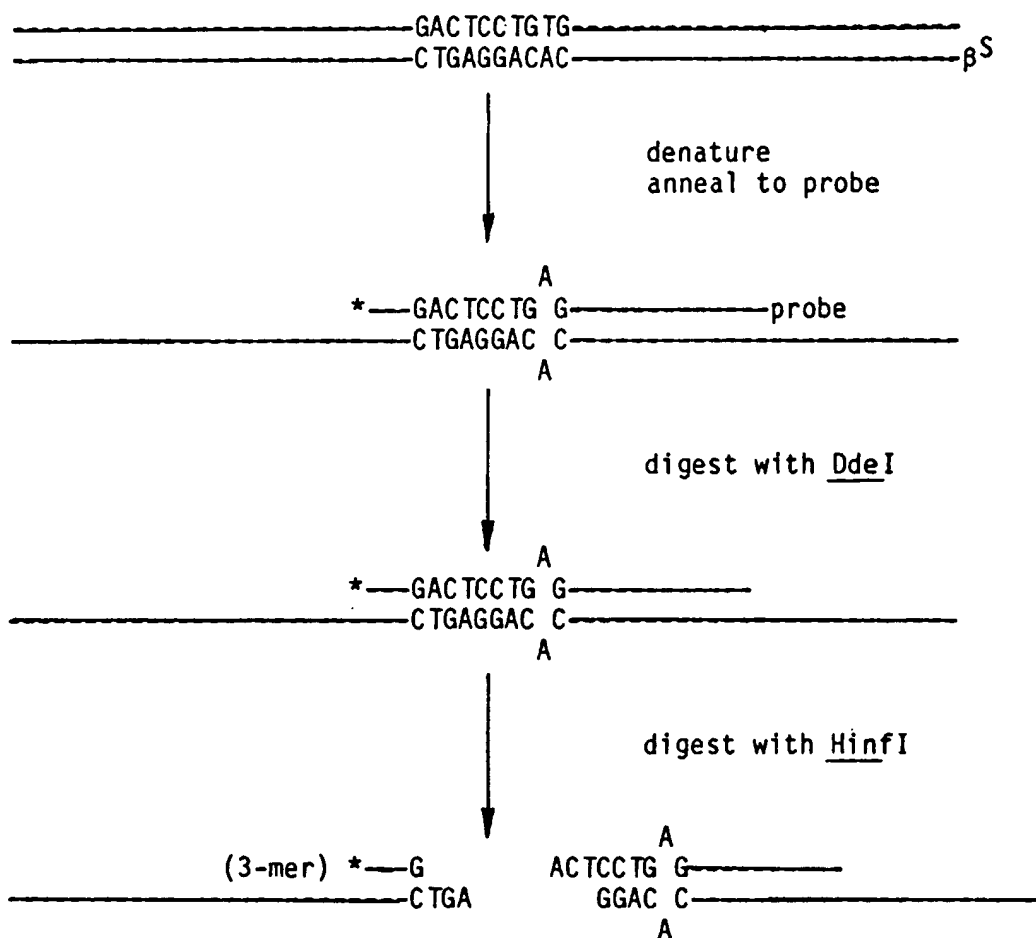 GACTCCTGTG
CTGAGGACAC βS
denature
anneal to probe
A
*—GACTCCTG G—probe
CTGAGGAC C
A
digest with DdeI
A
*—GACTCCTG G
CTGAGGAC C
A
digest with HinfI
A
(3-mer) *—G ACTCCTG G
CTGA GGAC C
A